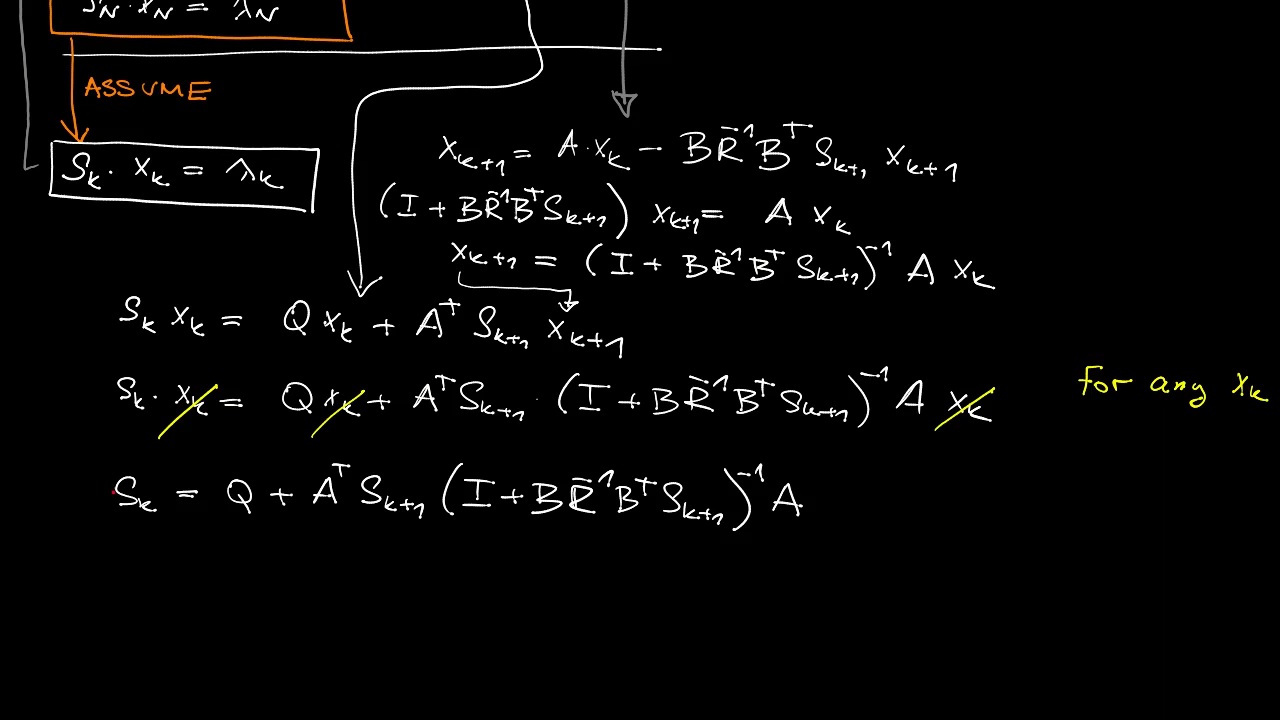 S_N · x_N = λ_N
ASSUME
S_k · x_k = λ_k
x_{k+1} = A · x_k − B R^{-1} B^T S_{k+1} x_{k+1}
(I + B R^{-1} B^T S_{k+1}) x_{k+1} = A x_k
x_{k+1} = (I + B R^{-1} B^T S_{k+1})^{-1} A x_k
S_k x_k = Q x_k + A^T S_{k+1} x_{k+1}
S_k · x_k = Q x_k + A^T S_{k+1} · (I + B R^{-1} B^T S_{k+1})^{-1} A x_k
For any x_k
S_k = Q + A^T S_{k+1} (I + B R^{-1} B^T S_{k+1})^{-1} A